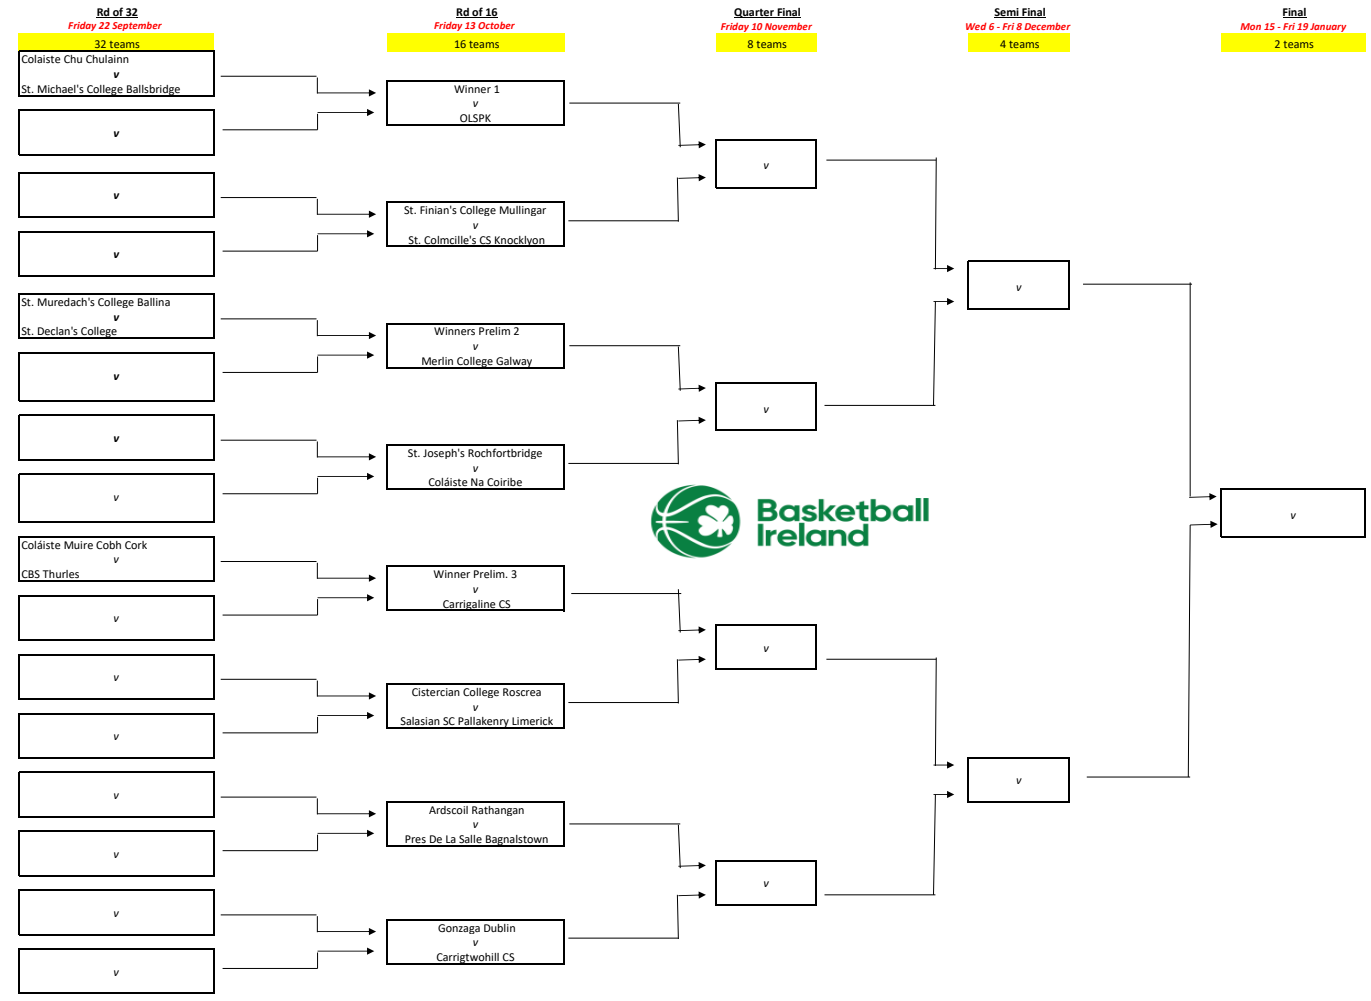 Rd of 32
Friday 22 September
32 teams
Colaiste Chu Chulainn
v
St. Michael's College Ballsbridge
v
v
v
St. Muredach's College Ballina
v
St. Declan's College
v
v
v
Coláiste Muire Cobh Cork
v
CBS Thurles
v
v
v
v
v
v
v
Rd of 16
Friday 13 October
16 teams
Winner 1
v
OLSPK
St. Finian's College Mullingar
v
St. Colmcille's CS Knocklyon
Winners Prelim 2
v
Merlin College Galway
St. Joseph's Rochfortbridge
v
Coláiste Na Coiribe
Winner Prelim. 3
v
Carrigaline CS
Cistercian College Roscrea
v
Salasian SC Pallakenry Limerick
Ardscoil Rathangan
v
Pres De La Salle Bagnalstown
Gonzaga Dublin
v
Carrigtwohill CS
Quarter Final
Friday 10 November
8 teams
v
v
Basketball
Ireland
v
v
Semi Final
Wed 6 - Fri 8 December
4 teams
v
v
Final
Mon 15 - Fri 19 January
2 teams
v